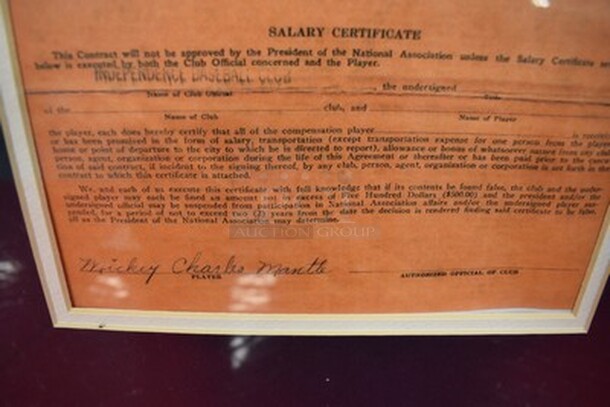 SALARY CERTIFICATE
This Contract will not be approved by the President of the National Association unless the Salary Certificate
below is executed by both the Club Official concerned and the Player.
INDEPENDENCE BASEBALL CLUB
, the undersigned
Name of Club Official
of the club, and
Name of Club Name of Player
the player, each does hereby certify that all of the compensation player is
or has been promised in the form of salary, transportation (except transportation expense for one person from the
home or point of departure to the city to which he is directed to report), allowance or bonus of whatsoever nature from any
person, agent, organization or corporation during the life of this Agreement or thereafter or has been paid prior to the
tion of said contract, if incident to the signing thereof, by any club, person, agent, organization or corporation is set forth in the
contract to which this certificate is attached.
We, and each of us execute this certificate with full knowledge that if its contents be found false, the club and the
signed player may each be fined an amount not in excess of Five Hundred Dollars ($500.00) and the president and/or the
undersigned official may be suspended from participation in National Association affairs and/or the undersigned player
pended, for a period of not to exceed two (2) years from the date the decision is rendered finding said certificate to be false,
all as the President of the National Association may determine.
AUCTION GROUP
Mickey Charles Mantle
PLAYER AUTHORIZED OFFICIAL OF CLUB